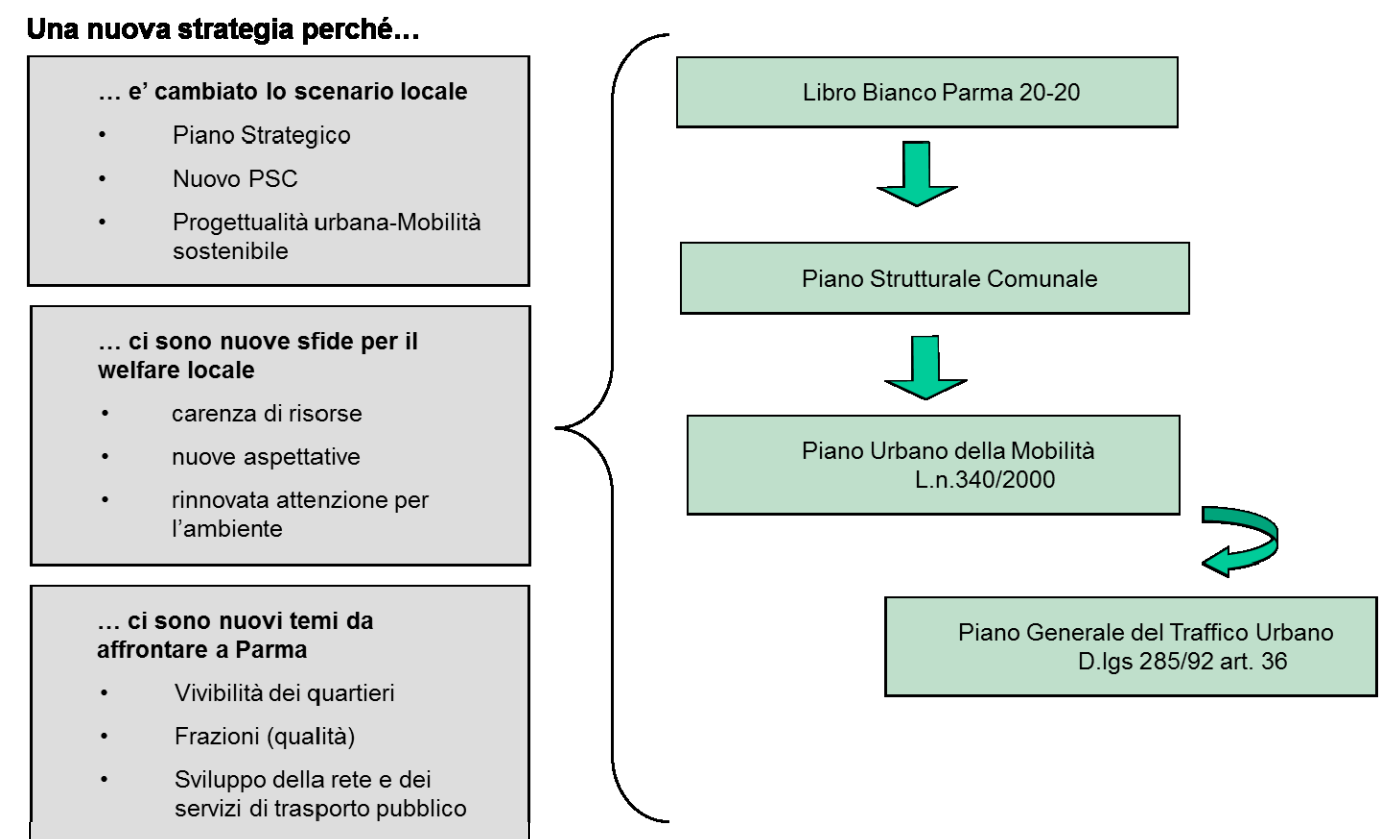 Una nuova strategia perché…
… e’ cambiato lo scenario locale
• Piano Strategico
• Nuovo PSC
• Progettualità urbana-Mobilità
sostenibile
… ci sono nuove sfide per il
welfare locale
• carenza di risorse
• nuove aspettative
• rinnovata attenzione per
l’ambiente
… ci sono nuovi temi da
affrontare a Parma
• Vivibilità dei quartieri
• Frazioni (qualità)
• Sviluppo della rete e dei
servizi di trasporto pubblico
Libro Bianco Parma 20-20
Piano Strutturale Comunale
Piano Urbano della Mobilità
L.n.340/2000
Piano Generale del Traffico Urbano
D.lgs 285/92 art. 36